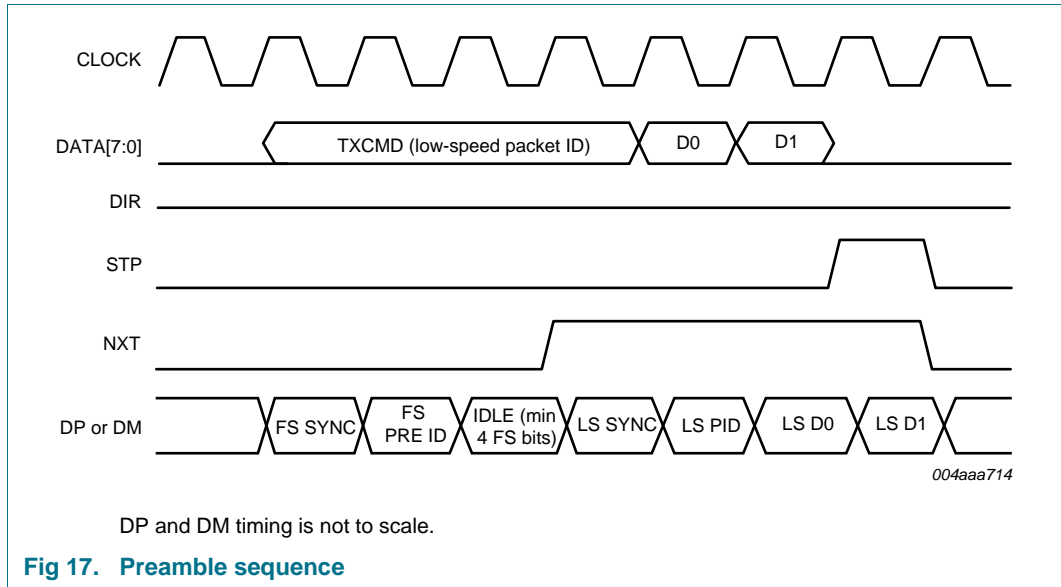 CLOCK
DATA[7:0]
TXCMD (low-speed packet ID)
D0
D1
DIR
STP
NXT
DP or DM
FS SYNC
FS
PRE ID
IDLE (min
4 FS bits)
LS SYNC
LS PID
LS D0
LS D1
004aaa714
DP and DM timing is not to scale.
Fig 17. Preamble sequence